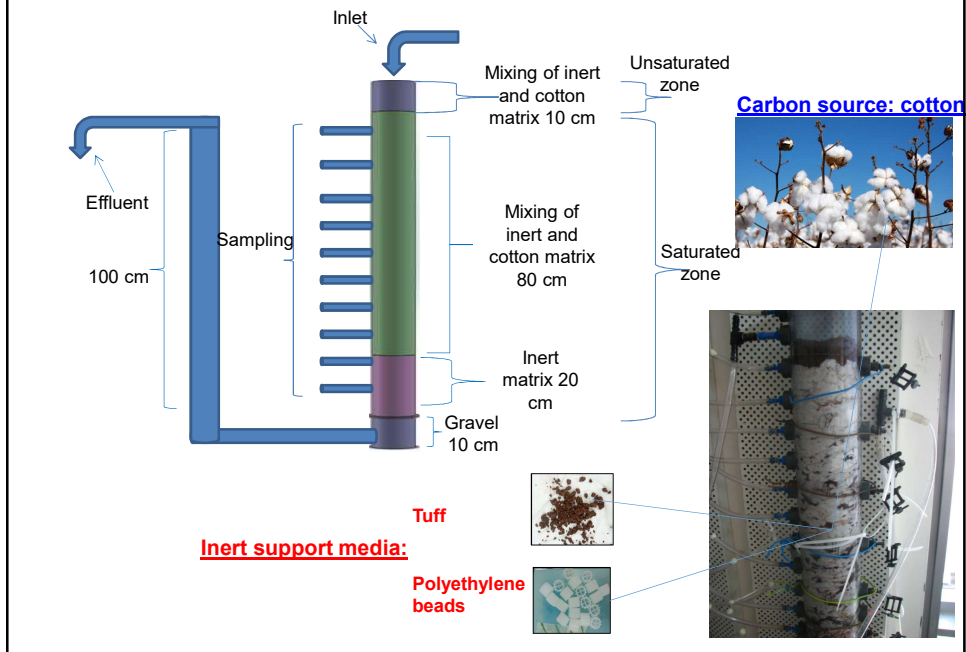 Inlet
Mixing of inert
and cotton
matrix 10 cm
Unsaturated
zone
Carbon source: cotton
Effluent
Sampling
100 cm
Mixing of
inert and
cotton matrix
80 cm
Saturated
zone
Inert
matrix 20
cm
Gravel
10 cm
Tuff
Inert support media:
Polyethylene
beads